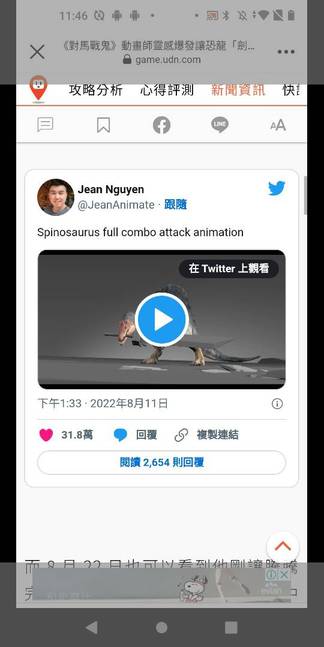 11:46
《對馬戰鬼》動畫師靈感爆發讓恐龍「劍...
game.udn.com
攻略分析 心得評測 新聞資訊 快
LINE
AA
Jean Nguyen
@JeanAnimate · 跟隨
Spinosaurus full combo attack animation
在 Twitter 上觀看
下午1:33 · 2022年8月11日
31.8萬 回覆 複製連結
閱讀 2,654 則回覆
而 8 月 22 日也可以看到他剛讓